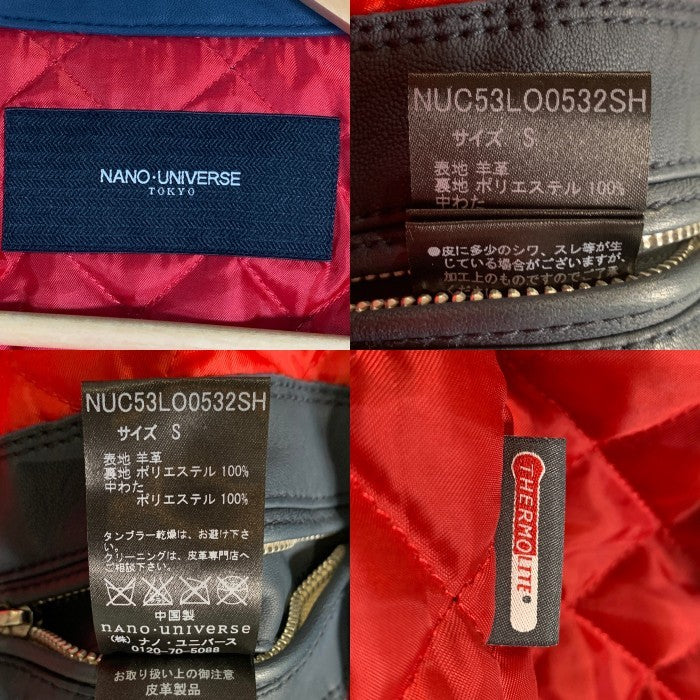 NANO·UNIVERSE
TOKYO
NUC53LO0532SH
サイズ S
表地 羊革
裏地 ポリエステル 100%
中わた
●皮に多少のシワ、スレ等が生
じている場合がございますが、
加工上のものですのでご了承
ください
NUC53LO0532SH
サイズ S
表地 羊革
裏地 ポリエステル 100%
中わた
ポリエステル 100%
タンブラー乾燥は、お避け下さ
い。
クリーニングは、皮革専門店へ
ご相談下さい。
中国製
nano·universe
(株) ナノ・ユニバース
0120-70-5088
お取り扱い上の御注意
皮革製品
THERMOLITE®